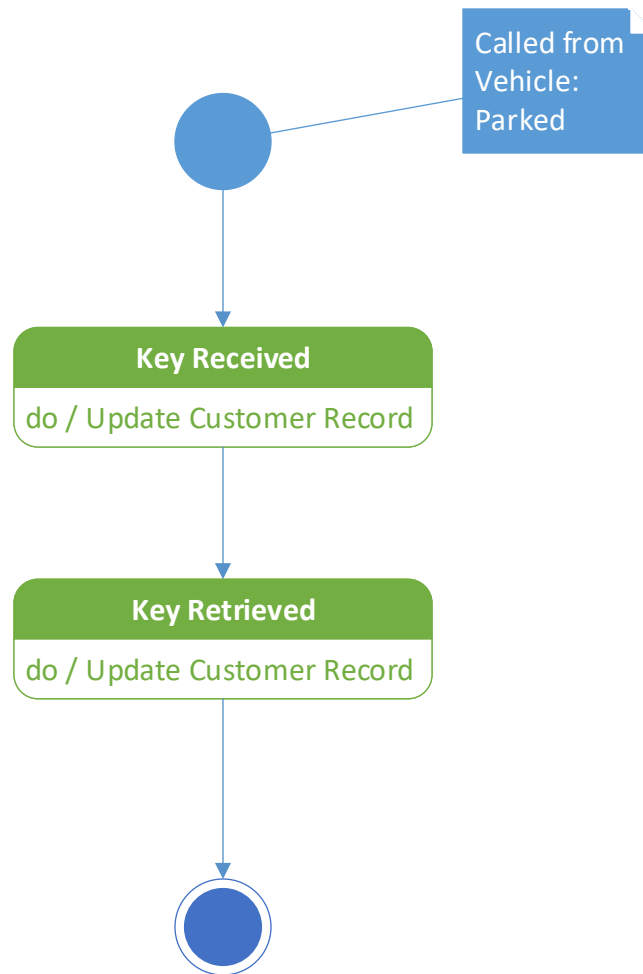 Called from
Vehicle:
Parked
Key Received
do / Update Customer Record
Key Retrieved
do / Update Customer Record